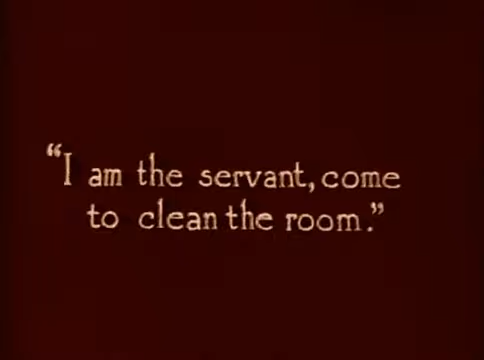 “I am the servant, come
to clean the room.”